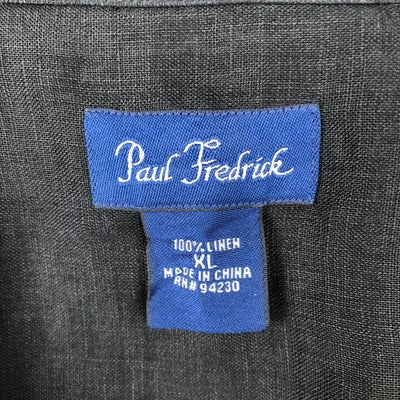 Paul Fredrick
100% LINEN
XL
MADE IN CHINA
RN# 94230